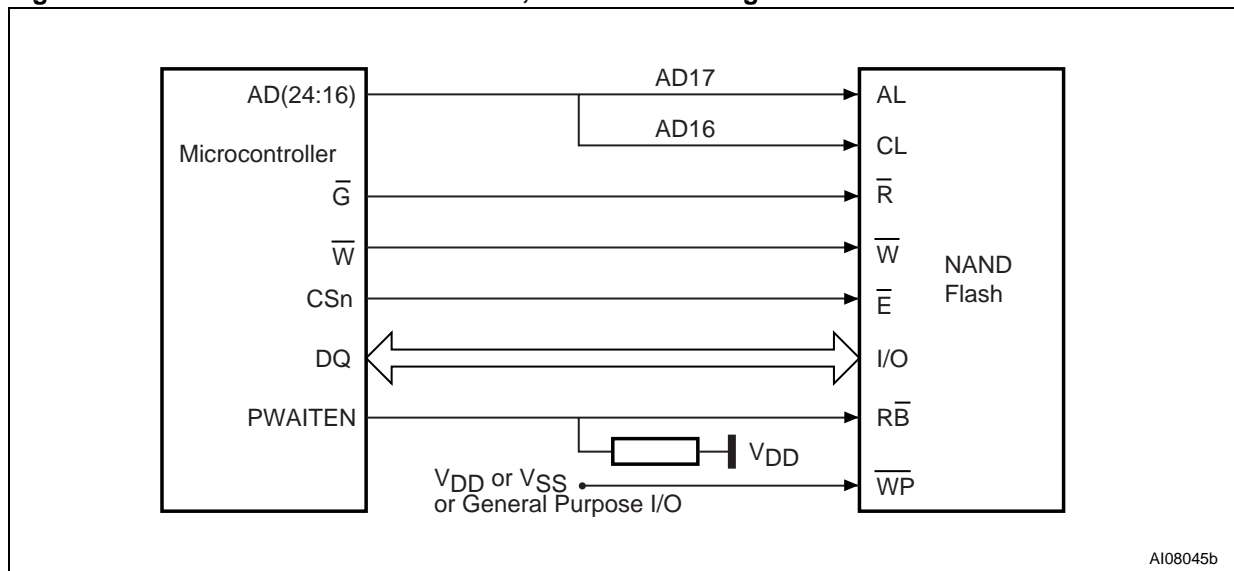 AD(24:16)
AD17
AL
AD16
CL
Microcontroller
G̅
R̅
W̅
W̅
NAND
Flash
CSn
E̅
DQ
I/O
PWAITEN
RB̅
VDD
VDD or VSS
or General Purpose I/O
W̅P̅
AI08045b